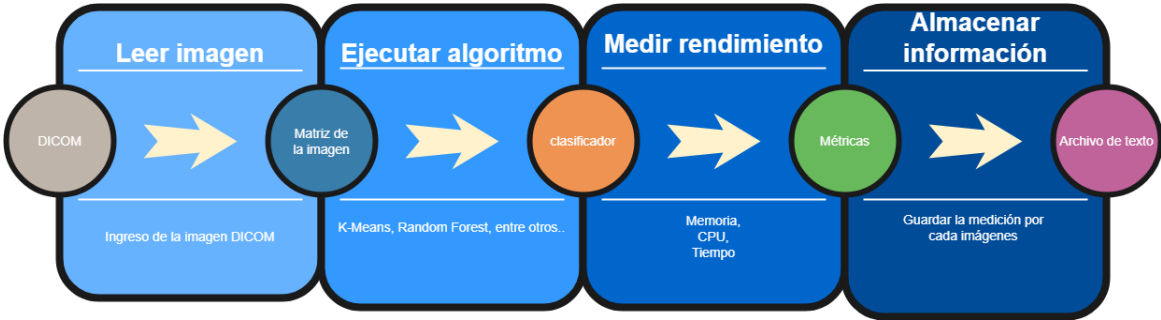 Leer imagen
Ejecutar algoritmo
Medir rendimiento
Almacenar
información
DICOM
Matriz de
la imagen
clasificador
Métricas
Archivo de texto
Ingreso de la imagen DICOM
K-Means, Random Forest, entre otros..
Memoria,
CPU,
Tiempo
Guardar la medición por
cada imágenes